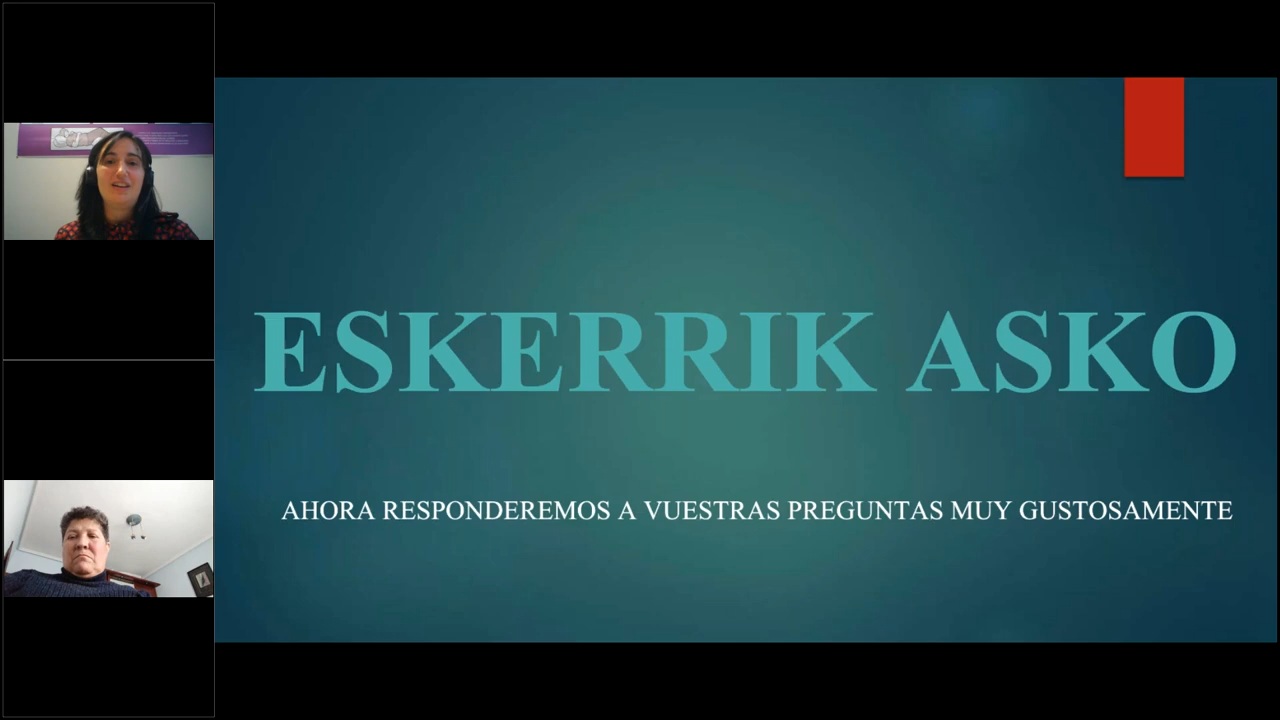 ESKERRIK ASKO
AHORA RESPONDEREMOS A VUESTRAS PREGUNTAS MUY GUSTOSAMENTE